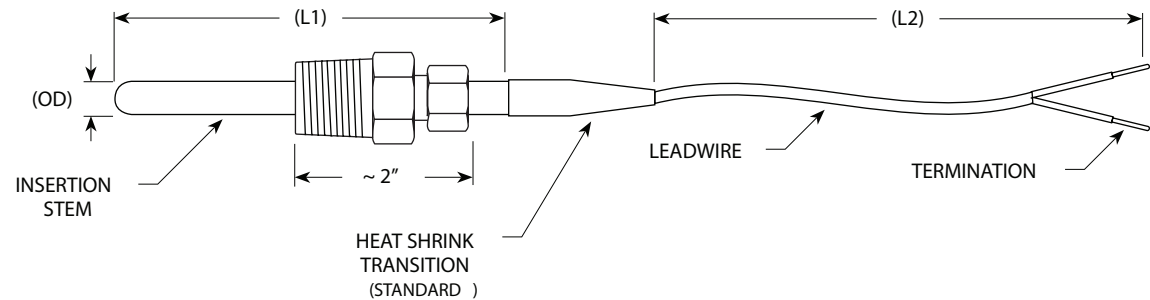 (L1)
(L2)
(OD)
INSERTION
STEM
~ 2”
HEAT SHRINK
TRANSITION
(STANDARD )
LEADWIRE
TERMINATION